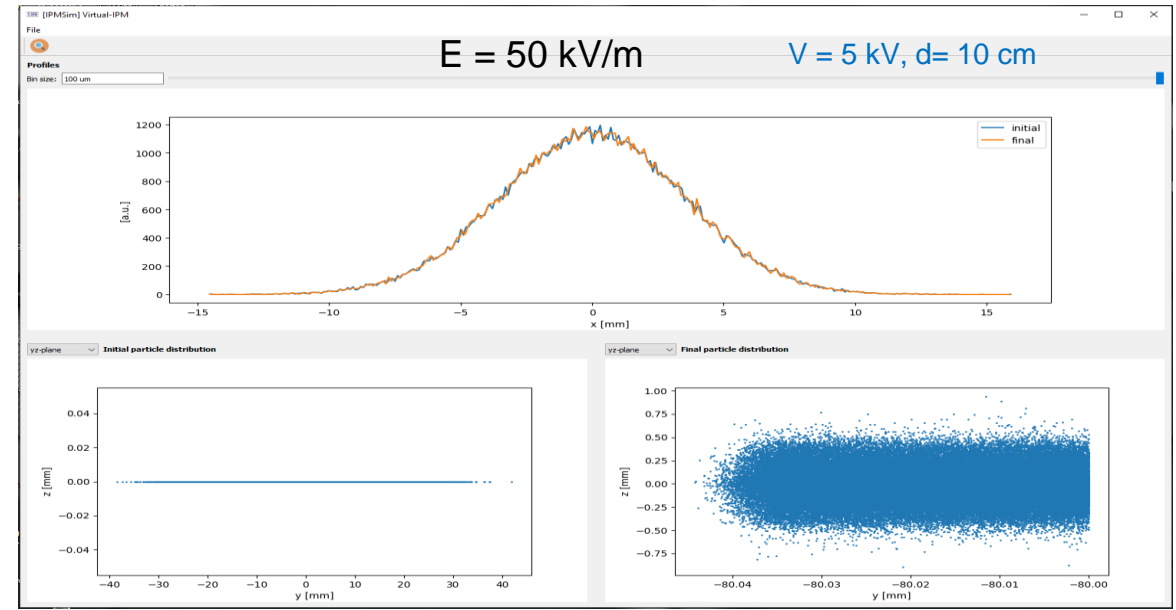 [IPMSim] Virtual-IPM
File
E = 50 kV/m
V = 5 kV, d= 10 cm
Profiles
Bin size: 100 um
1200
1000
800
600
400
200
0
[a.u.]
initial
final
−15 −10 −5 0 5 10 15
x [mm]
yz-plane Initial particle distribution
0.04
0.02
0.00
−0.02
−0.04
z [mm]
−40 −30 −20 −10 0 10 20 30 40
y [mm]
yz-plane Final particle distribution
1.00
0.75
0.50
0.25
0.00
−0.25
−0.50
−0.75
z [mm]
−80.04 −80.03 −80.02 −80.01 −80.00
y [mm]